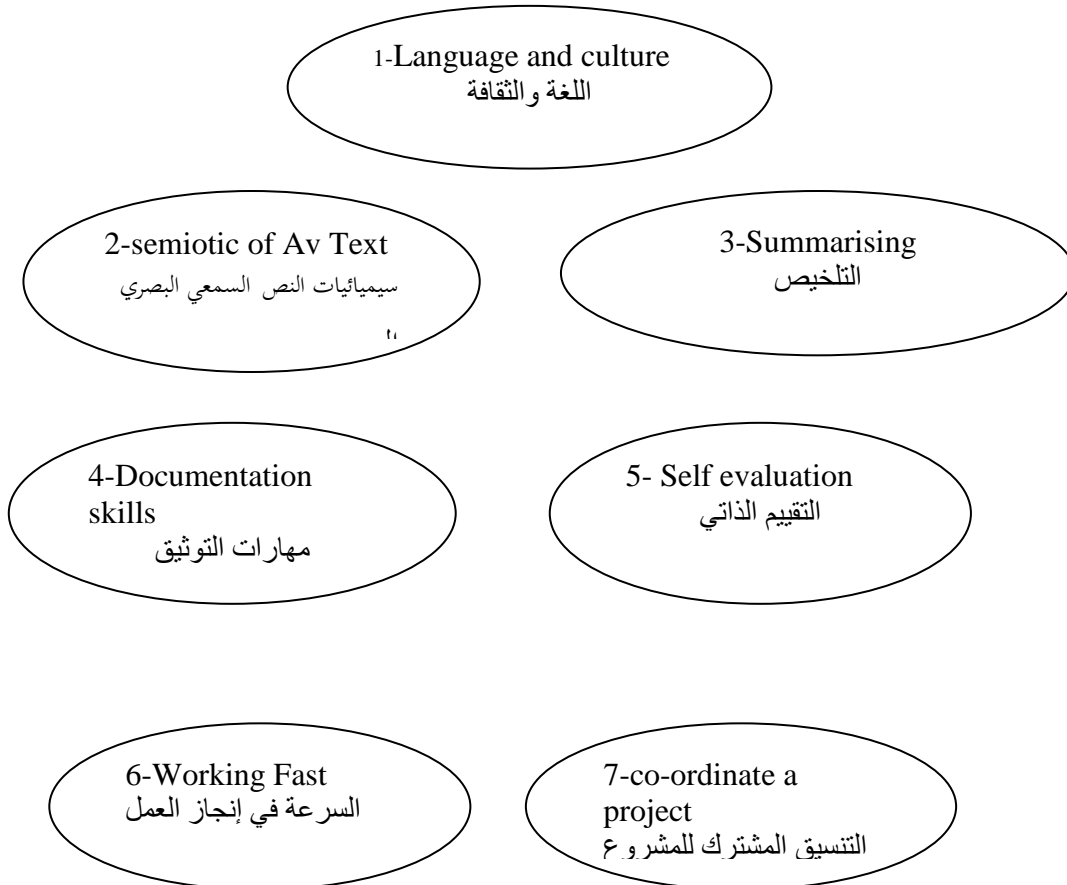 1-Language and culture
اللغة والثقافة
2-semiotic of Av Text
سيميائيات النص السمعي البصري
3-Summarising
التلخيص
4-Documentation
skills
مهارات التوثيق
5- Self evaluation
التقييم الذاتي
6-Working Fast
السرعة في إنجاز العمل
7-co-ordinate a
project
التنسيق المشترك للمشروع